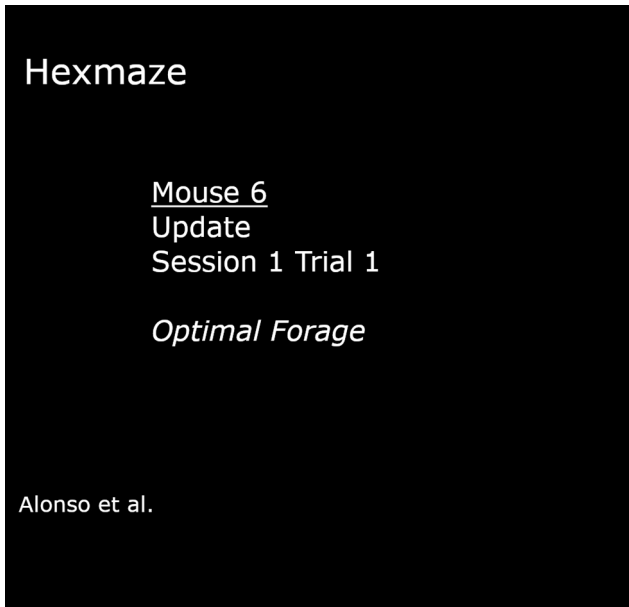 Hexmaze
Mouse 6
Update
Session 1 Trial 1
Optimal Forage
Alonso et al.